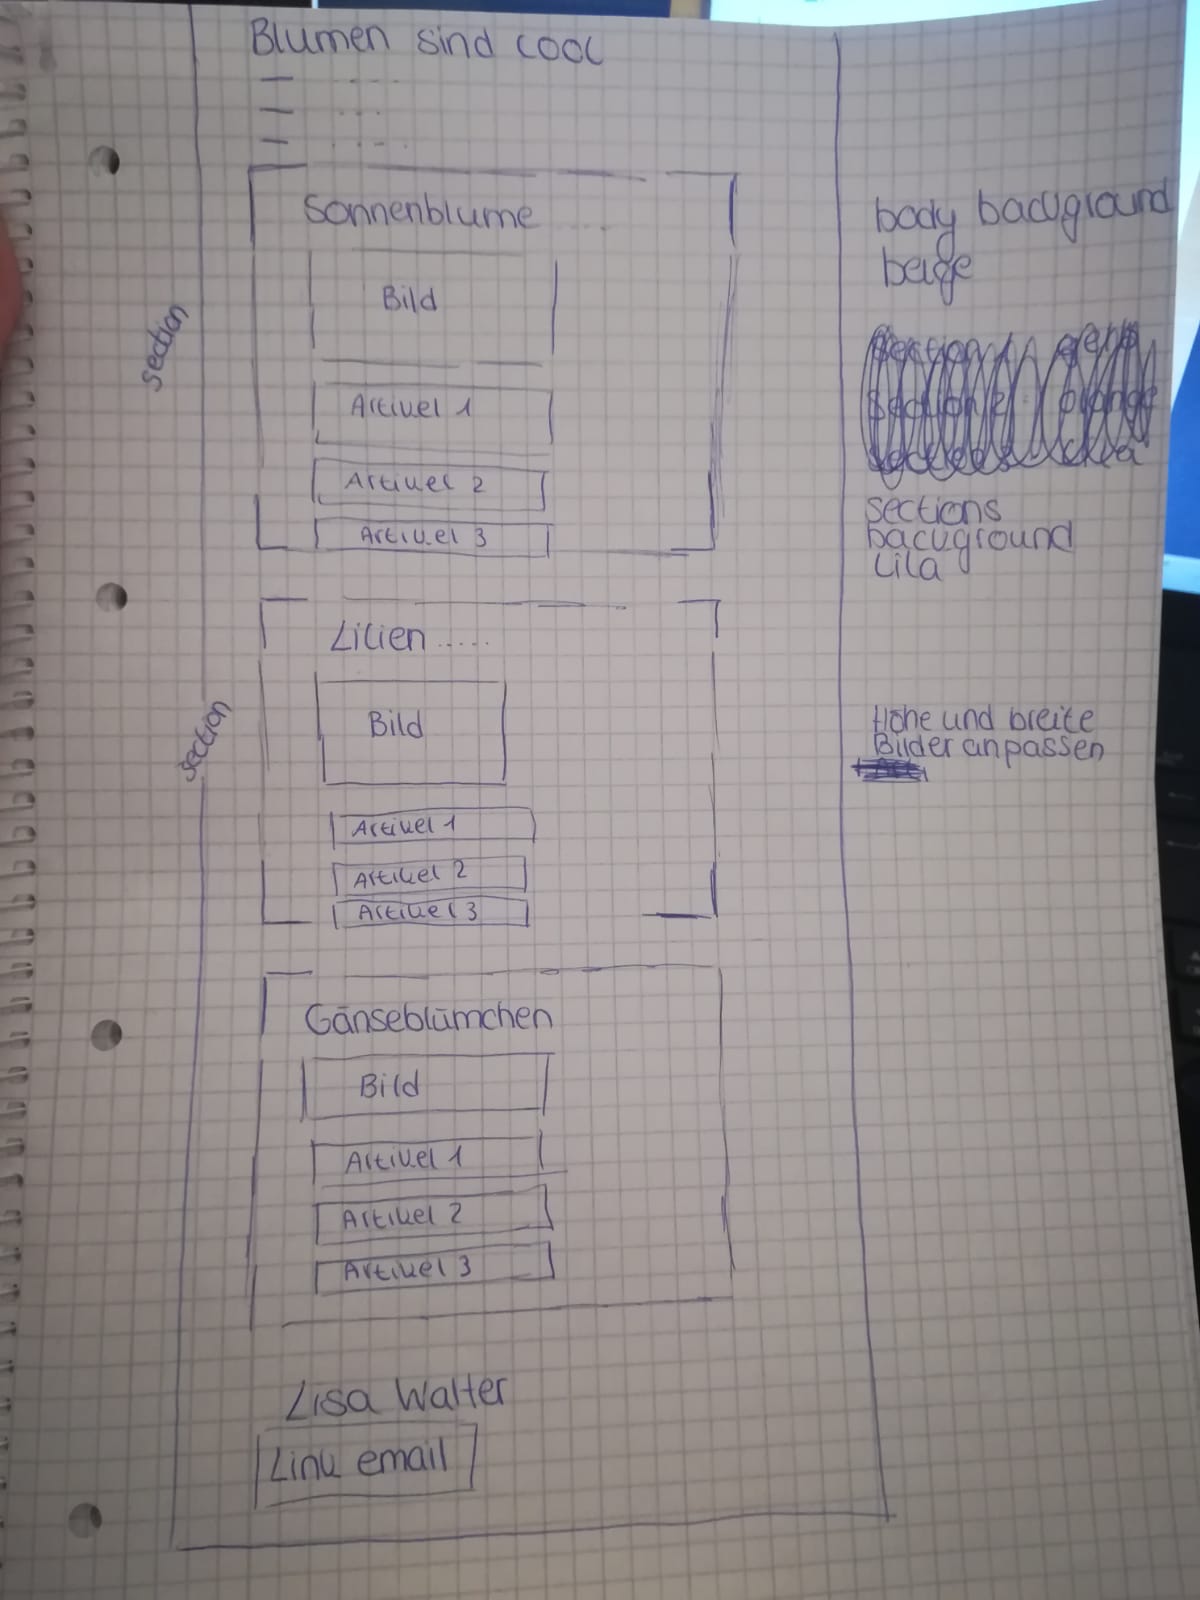 Blumen sind cool
section
Sonnenblume ....
Bild
Artikel 1
Artikel 2
Artikel 3
section
Lilien .....
Bild
Artikel 1
Artikel 2
Artikel 3
Gänseblümchen
Bild
Artikel 1
Artikel 2
Artikel 3
Lisa Walter
Link email
body background
beige
sections
background
Lila
Höhe und breite
Bilder anpassen